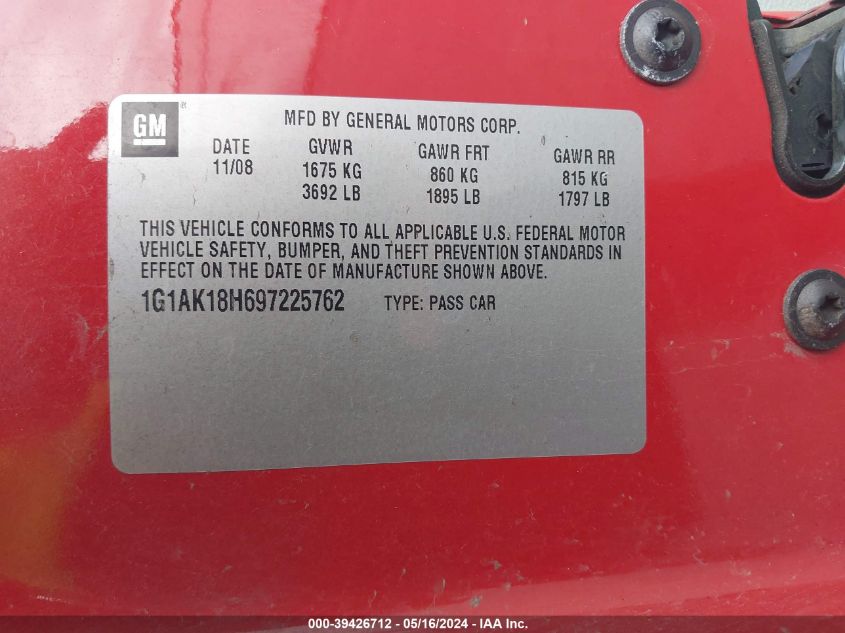 GM®
MFD BY GENERAL MOTORS CORP.
DATE GVWR GAWR FRT GAWR RR
11/08 1675 KG 860 KG 815 KG
3692 LB 1895 LB 1797 LB
THIS VEHICLE CONFORMS TO ALL APPLICABLE U.S. FEDERAL MOTOR
VEHICLE SAFETY, BUMPER, AND THEFT PREVENTION STANDARDS IN
EFFECT ON THE DATE OF MANUFACTURE SHOWN ABOVE.
1G1AK18H697225762 TYPE: PASS CAR
000-39426712 - 05/16/2024 - IAA Inc.